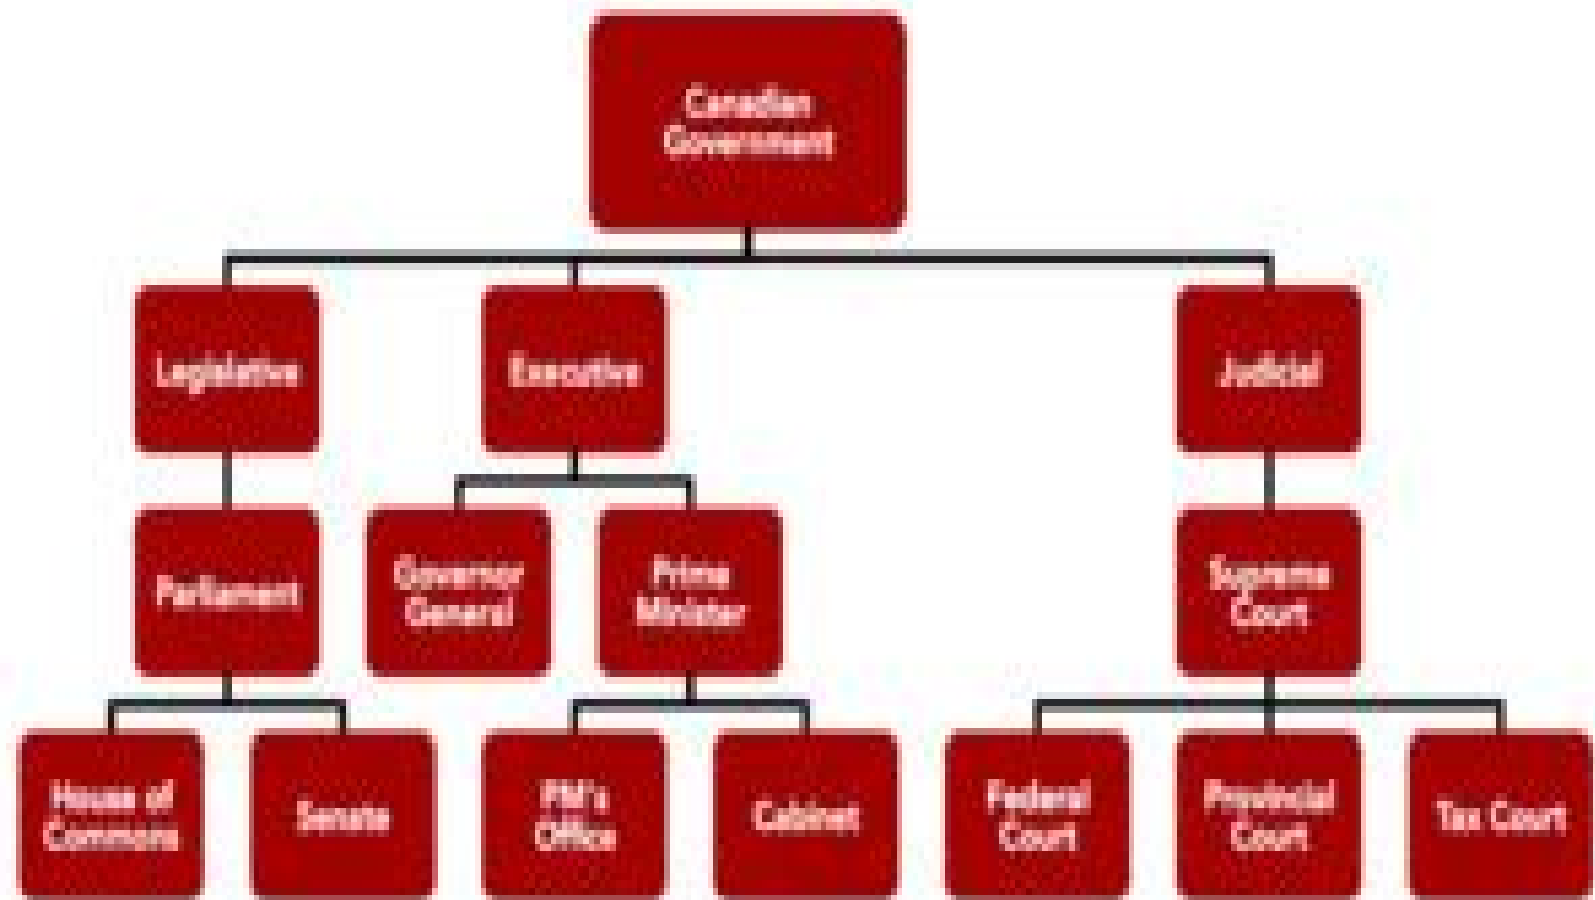 Canadian
Government
Legislative
Executive
Judicial
Parliament
Governor
General
Prime
Minister
Supreme
Court
House of
Commons
Senate
PM's
Office
Cabinet
Federal
Court
Provincial
Court
Tax Court